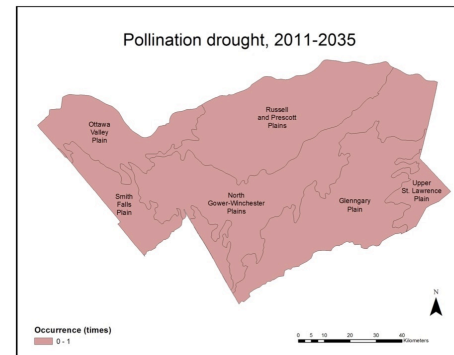 Pollination drought, 2011-2035
Ottawa
Valley
Plain
Russell
and Prescott
Plains
Smith
Falls
Plain
North
Gower-Winchester
Plains
Glenngary
Plain
Upper
St. Lawrence
Plain
N
Occurrence (times)
0 - 1
0 5 10 20 30 40
Kilometers